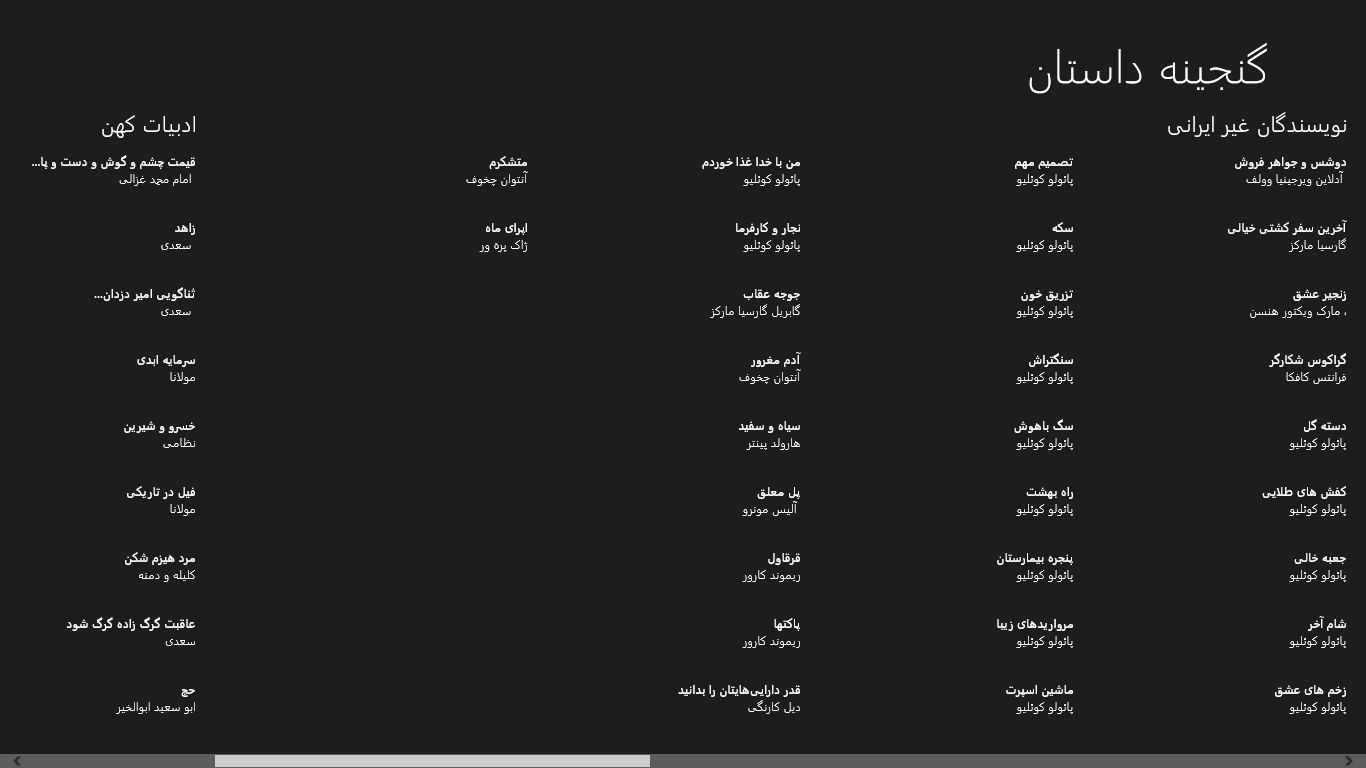 گنجینه داستان
نویسندگان غیر ایرانی
دوشس و جواهر فروش
آدلاین ویرجینیا وولف
آخرین سفر کشتی خیالی
گارسیا مارکز
زنجیر عشق
، مارک ویکتور هنسن
گراکوس شکارگر
فرانتس کافکا
دسته گل
پائولو کوئلیو
کفش های طلایی
پائولو کوئلیو
جعبه خالی
پائولو کوئلیو
شام آخر
پائولو کوئلیو
زخم های عشق
پائولو کوئلیو
تصمیم مهم
پائولو کوئلیو
سکه
پائولو کوئلیو
تزریق خون
پائولو کوئلیو
سنگتراش
پائولو کوئلیو
سگ باهوش
پائولو کوئلیو
راه بهشت
پائولو کوئلیو
پنجره بیمارستان
پائولو کوئلیو
مرواریدهای زیبا
پائولو کوئلیو
ماشین اسپرت
پائولو کوئلیو
من با خدا غذا خوردم
پائولو کوئلیو
نجار و کارفرما
پائولو کوئلیو
جوجه عقاب
گابریل گارسیا مارکز
آدم مغرور
آنتوان چخوف
سیاه و سفید
هارولد پینتر
پل معلق
آلیس مونرو
قرقاول
ریموند کارور
پاکتها
ریموند کارور
قدر دارایی‌هایتان را بدانید
دیل کارنگی
متشکرم
آنتوان چخوف
اپرای ماه
ژاک پره ور
ادبیات کهن
قیمت چشم و گوش و دست و پا...
امام محمد غزالی
زاهد
سعدی
ثناگویی امیر دزدان...
سعدی
سرمایه ابدی
مولانا
خسرو و شیرین
نظامی
فیل در تاریکی
مولانا
مرد هیزم شکن
کلیله و دمنه
عاقبت گرگ زاده گرگ شود
سعدی
حج
ابو سعید ابوالخیر